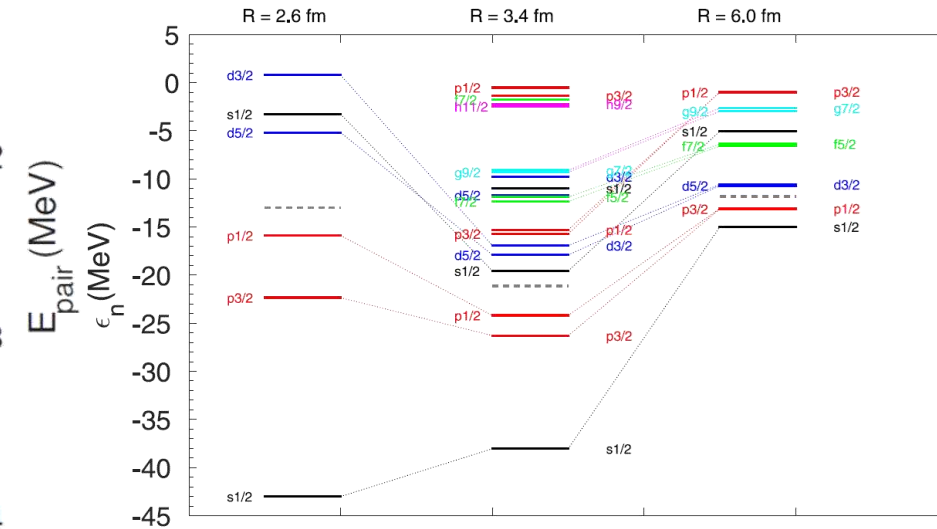 R = 2.6 fm R = 3.4 fm R = 6.0 fm
5
0
-5
-10
-15
-20
-25
-30
-35
-40
-45
E_pair (MeV)
ϵ_n (MeV)
d3/2
s1/2
d5/2
p1/2
p3/2
s1/2
p1/2
f7/2
h11/2
g9/2
d5/2
f7/2
p3/2
d5/2
s1/2
p1/2
p3/2
h9/2
g7/2
d3/2
s1/2
f5/2
p1/2
d3/2
p3/2
s1/2
p1/2
g9/2
s1/2
f7/2
d5/2
p3/2
p3/2
g7/2
f5/2
d3/2
p1/2
s1/2